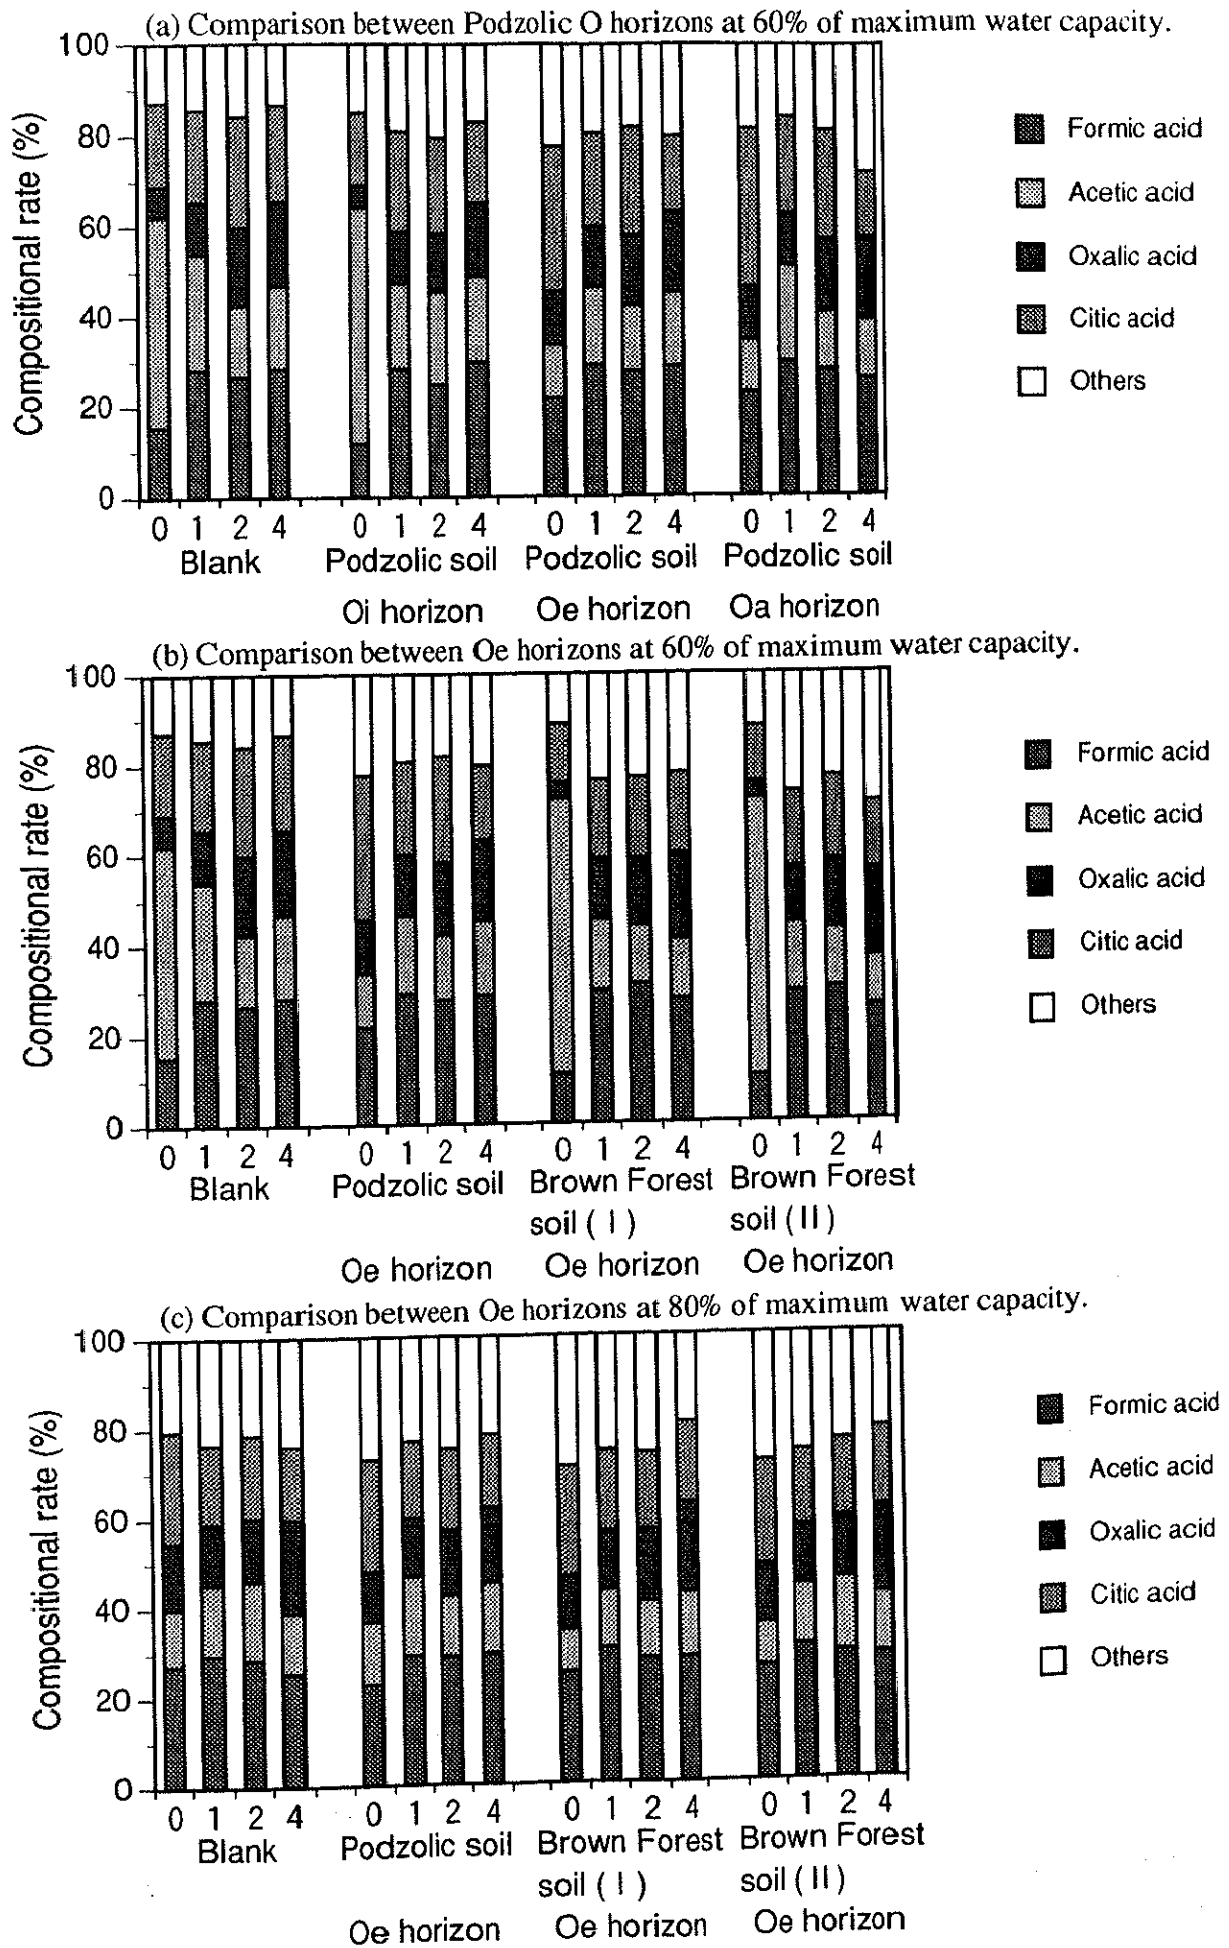 (a) Comparison between Podzolic O horizons at 60% of maximum water capacity.
Compositional rate (%)
100
80
60
40
20
0
0 1 2 4 0 1 2 4 0 1 2 4 0 1 2 4
Blank Podzolic soil Podzolic soil Podzolic soil
Oi horizon Oe horizon Oa horizon
Formic acid
Acetic acid
Oxalic acid
Citic acid
Others
(b) Comparison between Oe horizons at 60% of maximum water capacity.
Compositional rate (%)
100
80
60
40
20
0
0 1 2 4 0 1 2 4 0 1 2 4 0 1 2 4
Blank Podzolic soil Brown Forest Brown Forest
soil ( I ) soil ( II )
Oe horizon Oe horizon Oe horizon
Formic acid
Acetic acid
Oxalic acid
Citic acid
Others
(c) Comparison between Oe horizons at 80% of maximum water capacity.
Compositional rate (%)
100
80
60
40
20
0
0 1 2 4 0 1 2 4 0 1 2 4 0 1 2 4
Blank Podzolic soil Brown Forest Brown Forest
soil ( I ) soil ( II )
Oe horizon Oe horizon Oe horizon
Formic acid
Acetic acid
Oxalic acid
Citic acid
Others